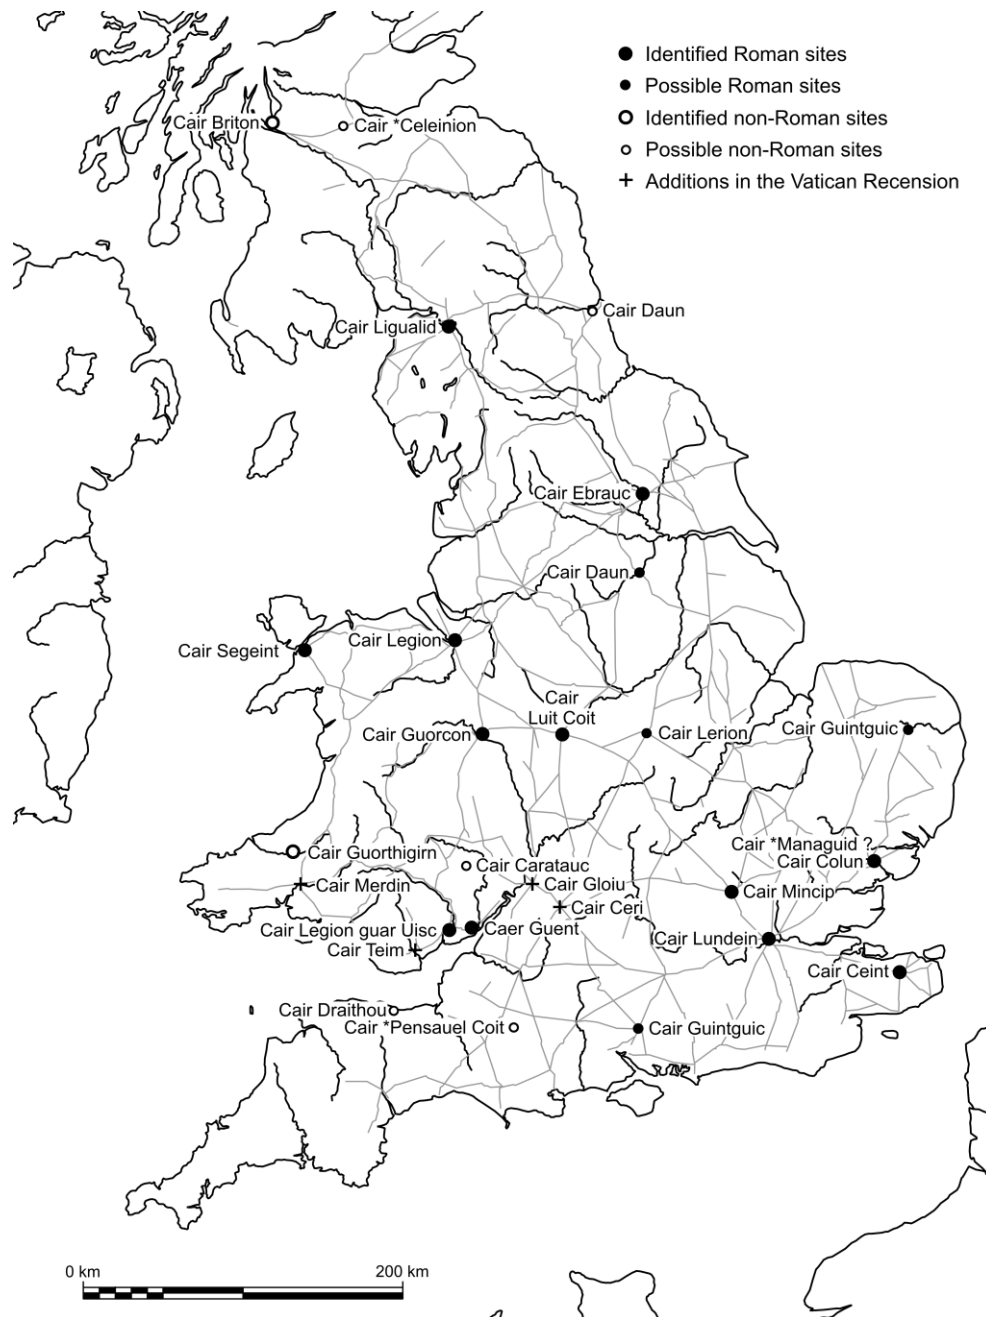 Identified Roman sites
Possible Roman sites
Identified non-Roman sites
Possible non-Roman sites
Additions in the Vatican Recension
Cair Briton
Cair *Celeinion
Cair Daun
Cair Ligualid
Cair Ebrauc
Cair Daun
Cair Legion
Cair Segeint
Cair
Luit Coit
Cair Guorcon
Cair Lerion
Cair Guintguic
Cair *Managuid ?
Cair Colun
Cair Guorthigirn
Cair Caratauc
Cair Merdin
Cair Gloiu
Cair Mincip
Cair Ceri
Cair Legion guar Uisc
Caer Guent
Cair Lundein
Cair Teim
Cair Ceint
Cair Draithou
Cair *Pensauel Coit
Cair Guintguic
0 km
200 km